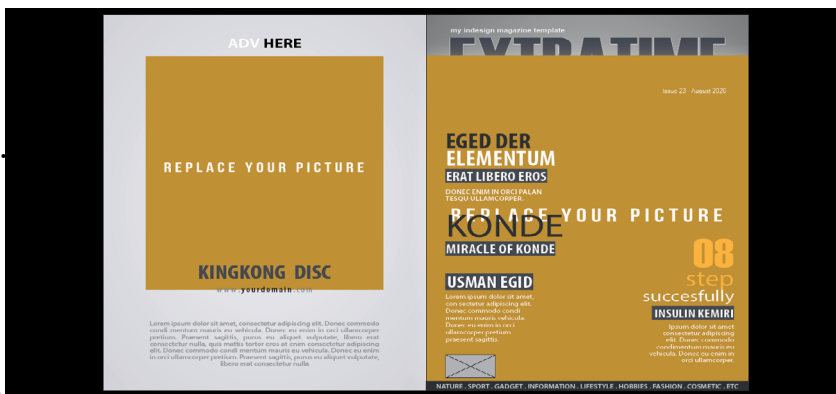 ADV HERE
REPLACE YOUR PICTURE
KINGKONG DISC
www.yourdomain.com
Lorem ipsum dolor sit amet, consectetur adipiscing elit. Donec commodo
condi mentum mauris eu vehicula. Donec eu enim in orci ullamcorper
pretium. Praesent sagittis, purus eu aliquet vulputate, libero erat
consectetur nulla, quis mattis tortor eros at enim consectetur adipiscing
elit. Donec commodo condi mentum mauris eu vehicula. Donec eu enim
in orci ullamcorper pretium. Praesent sagittis, purus eu aliquet vulputate,
libero erat consectetur nulla
my indesign magazine template
EXTRATIME
Issue 23 - August 2020
EGED DER
ELEMENTUM
ERAT LIBERO EROS
DONEC ENIM IN ORCI PALAN
TESQU ULLAMCORPER.
REPLACE YOUR PICTURE
KONDE
MIRACLE OF KONDE
USMAN EGID
Lorem ipsum dolor sit amet,
con sectetur adipiscing elit.
Donec commodo condi
mentum mauris vehicula.
Donec eu enim in orci
ullamcorper pretium
praesent sagittis.
08
step
succesfully
INSULIN KEMIRI
Ipsum dolor sit amet
consectetur adipiscing
elit. Donec commodo
condimentum mauris eu
vehicula. Donec eu enim in
orci ullamcorper.
NATURE . SPORT . GADGET . INFORMATION . LIFESTYLE . HOBBIES . FASHION . COSMETIC . ETC